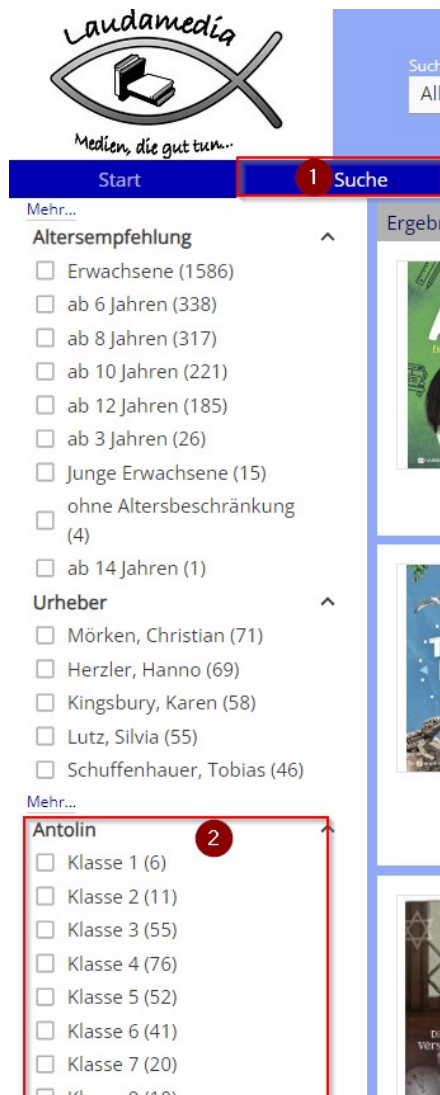 Laudamedia
Medien, die gut tun...
Start
1
Suche
Mehr...
Altersempfehlung
Erwachsene (1586)
ab 6 Jahren (338)
ab 8 Jahren (317)
ab 10 Jahren (221)
ab 12 Jahren (185)
ab 3 Jahren (26)
Junge Erwachsene (15)
ohne Altersbeschränkung
(4)
ab 14 Jahren (1)
Urheber
Mörken, Christian (71)
Herzler, Hanno (69)
Kingsbury, Karen (58)
Lutz, Silvia (55)
Schuffenhauer, Tobias (46)
Mehr...
Antolin
2
Klasse 1 (6)
Klasse 2 (11)
Klasse 3 (55)
Klasse 4 (76)
Klasse 5 (52)
Klasse 6 (41)
Klasse 7 (20)